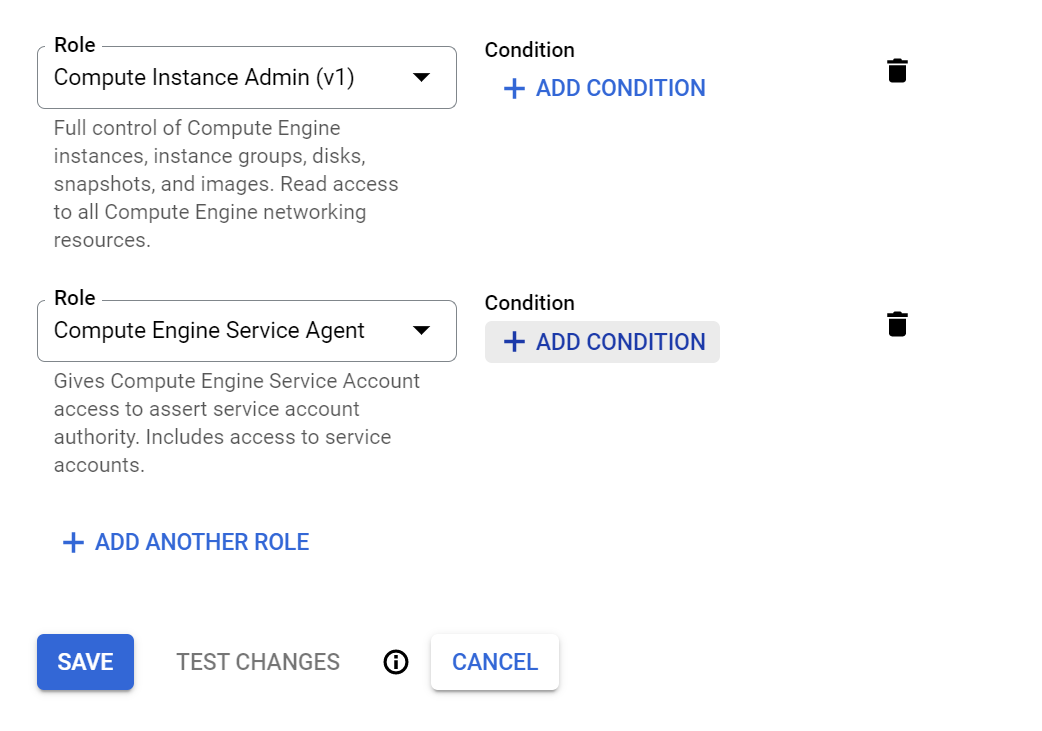 Role
Compute Instance Admin (v1)
Condition
ADD CONDITION
Full control of Compute Engine
instances, instance groups, disks,
snapshots, and images. Read access
to all Compute Engine networking
resources.
Role
Compute Engine Service Agent
Condition
ADD CONDITION
Gives Compute Engine Service Account
access to assert service account
authority. Includes access to service
accounts.
ADD ANOTHER ROLE
SAVE TEST CHANGES CANCEL